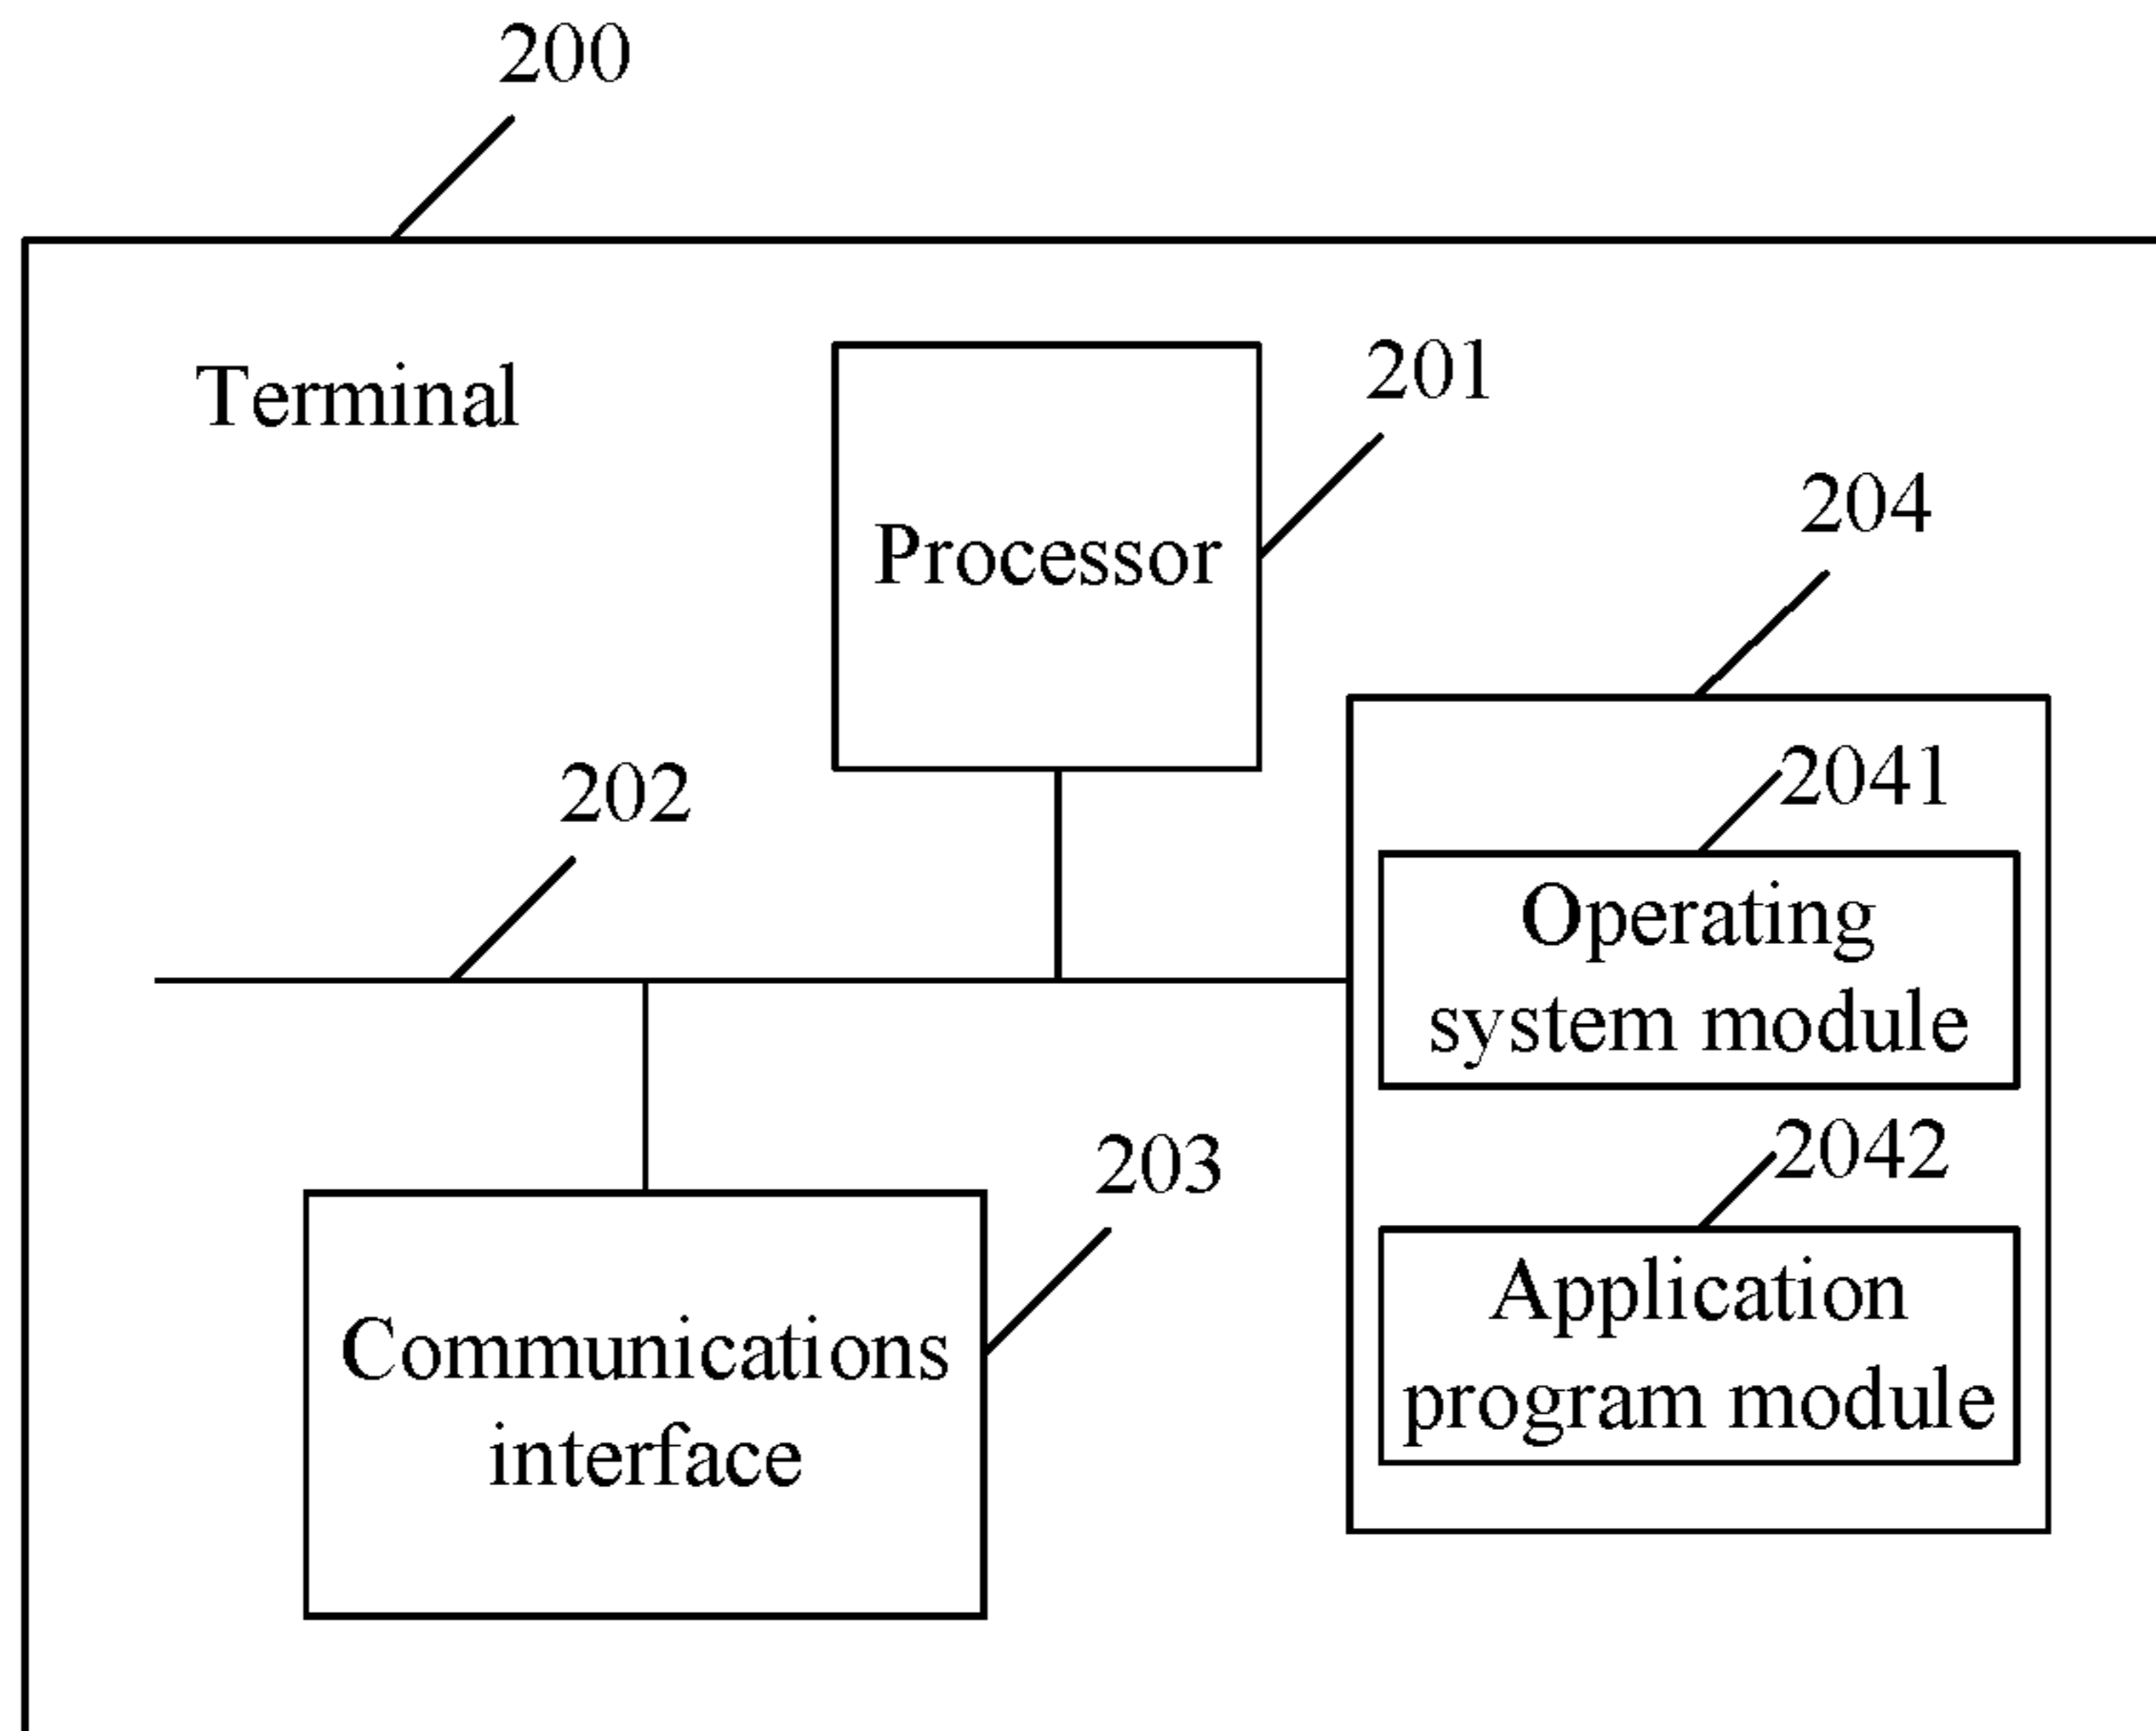 200
Terminal
201
Processor
204
202
2041
Operating
system module
203
2042
Application
program module
Communications
interface